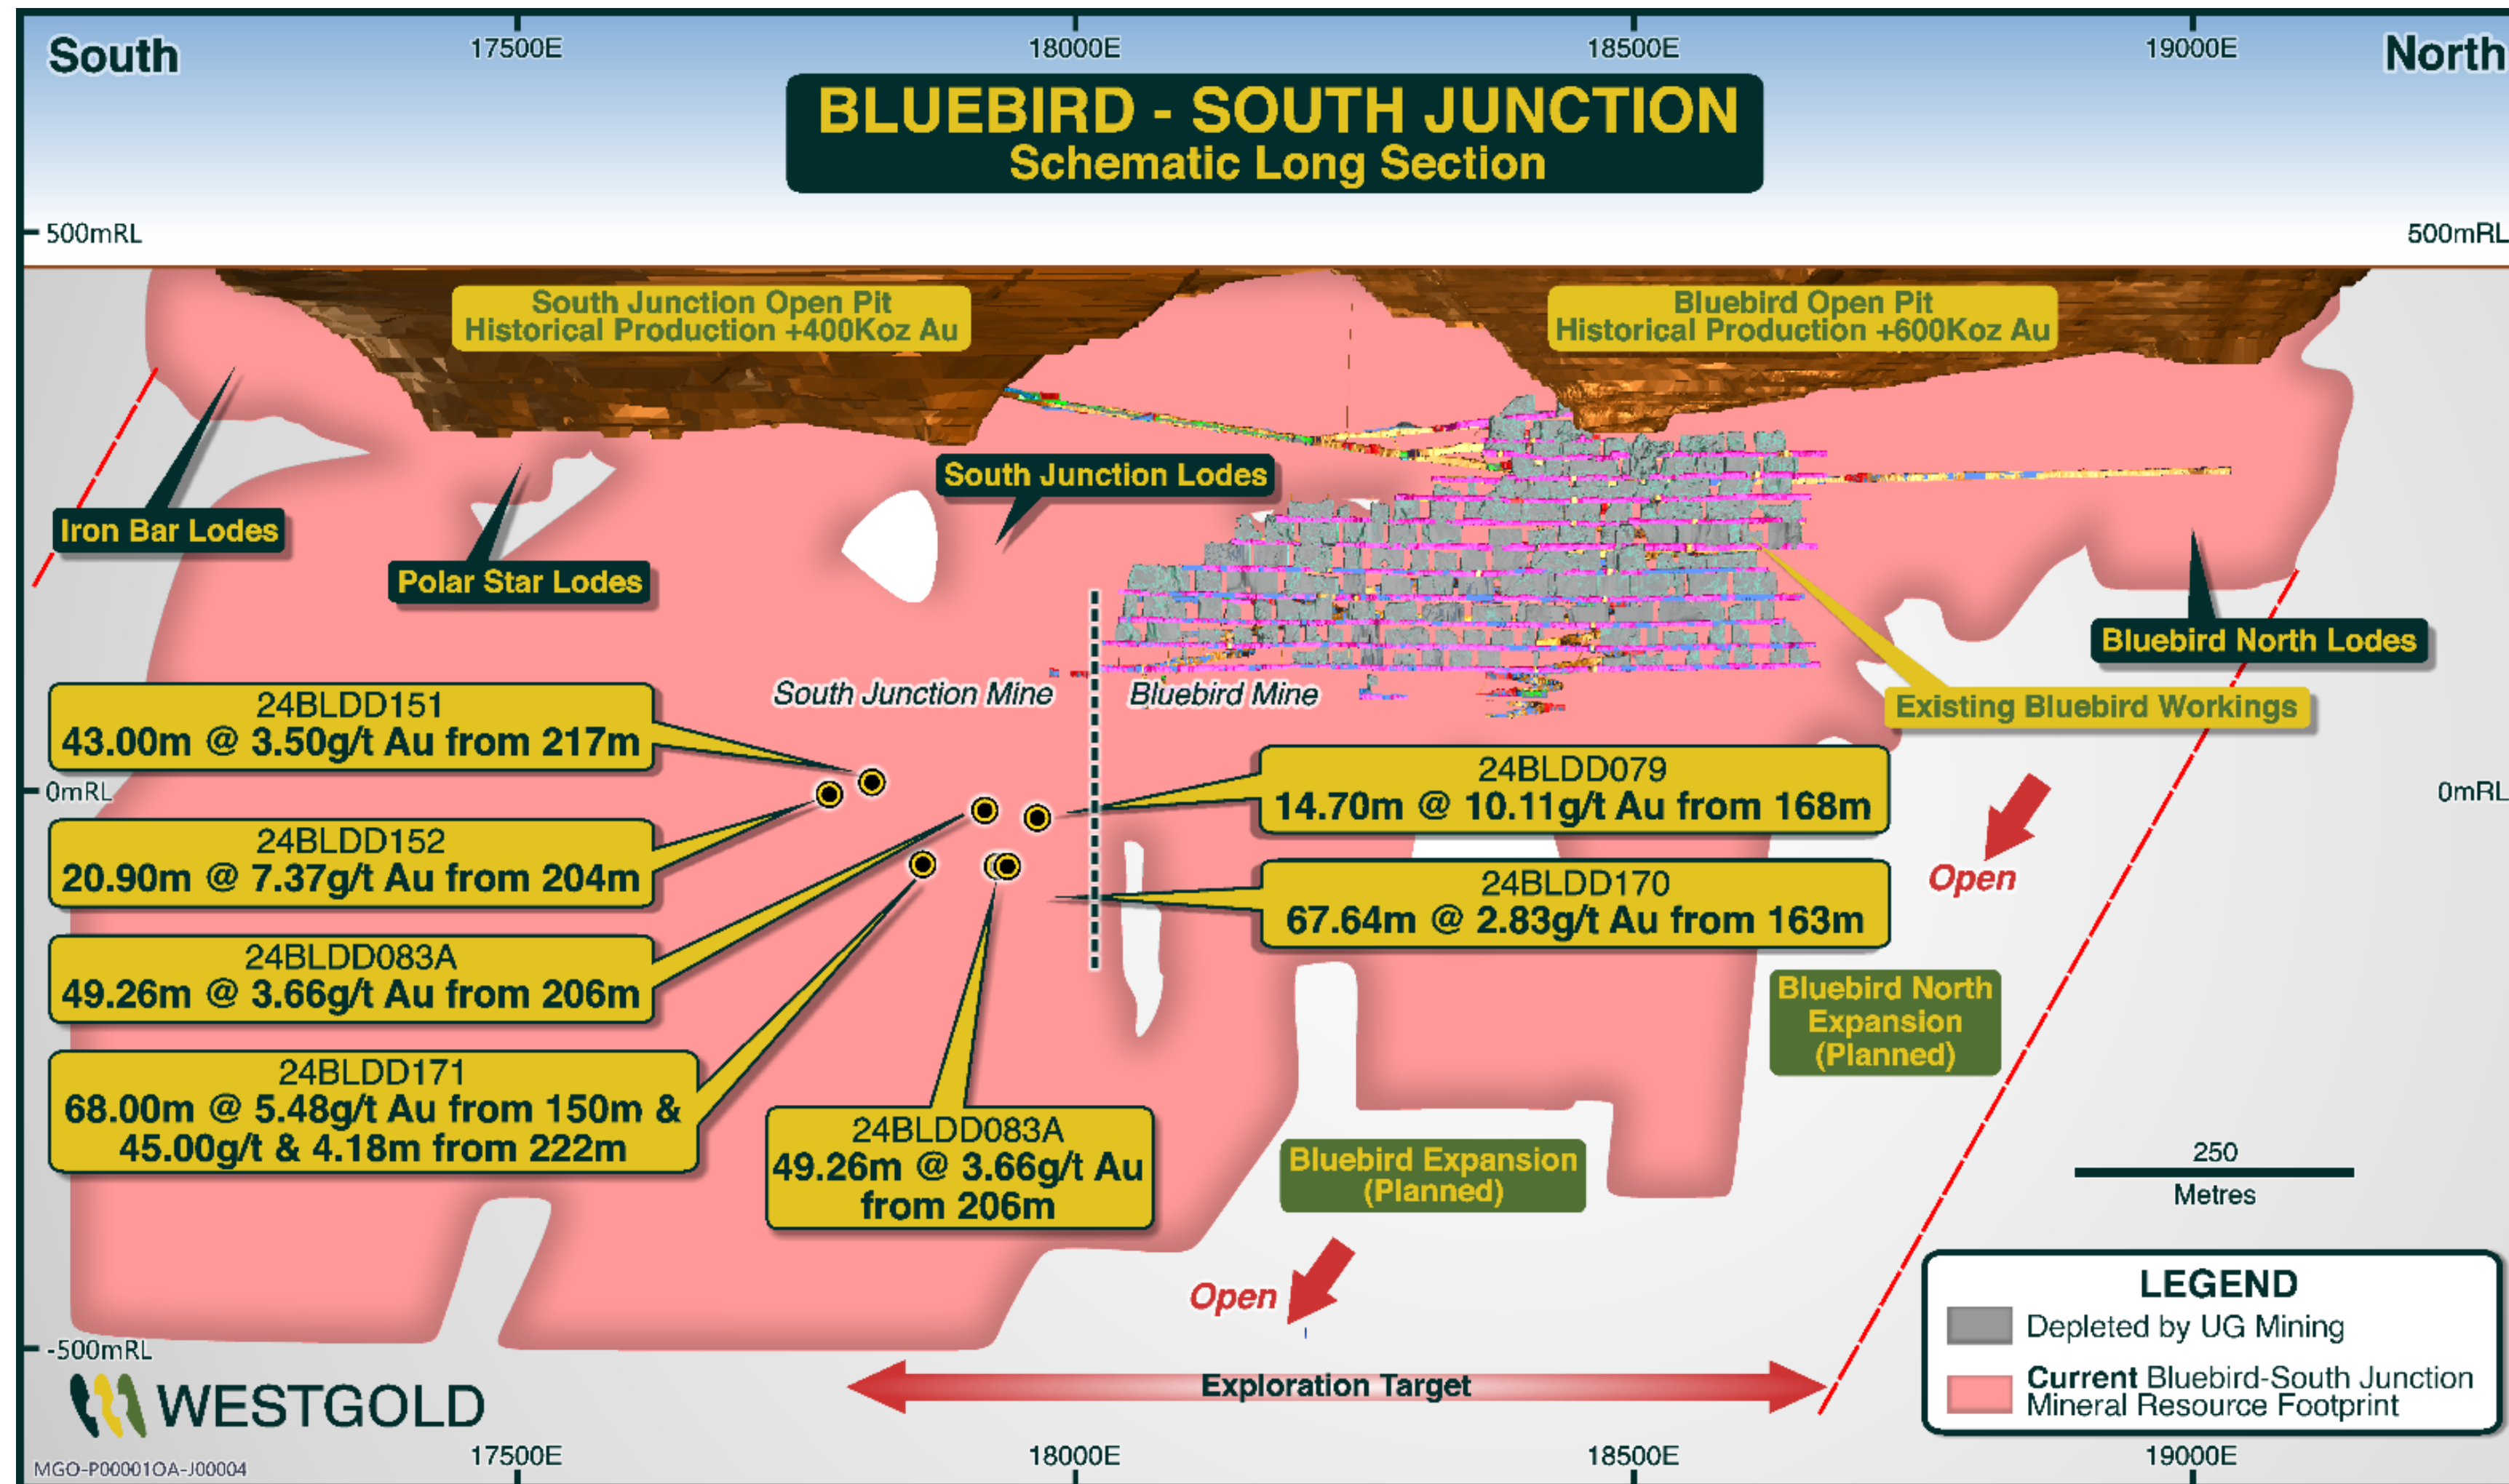 South
17500E
18000E
18500E
19000E
North
BLUEBIRD - SOUTH JUNCTION
Schematic Long Section
500mRL
500mRL
South Junction Open Pit
Historical Production +400Koz Au
Bluebird Open Pit
Historical Production +600Koz Au
South Junction Lodes
Iron Bar Lodes
Polar Star Lodes
Bluebird North Lodes
South Junction Mine
Bluebird Mine
Existing Bluebird Workings
24BLDD151
43.00m @ 3.50g/t Au from 217m
0mRL
0mRL
24BLDD079
14.70m @ 10.11g/t Au from 168m
24BLDD152
20.90m @ 7.37g/t Au from 204m
24BLDD170
67.64m @ 2.83g/t Au from 163m
Open
24BLDD083A
49.26m @ 3.66g/t Au from 206m
Bluebird North
Expansion
(Planned)
24BLDD171
68.00m @ 5.48g/t Au from 150m &
45.00g/t & 4.18m from 222m
24BLDD083A
49.26m @ 3.66g/t Au
from 206m
Bluebird Expansion
(Planned)
250
Metres
Open
-500mRL
LEGEND
Depleted by UG Mining
Current Bluebird-South Junction
Mineral Resource Footprint
Exploration Target
WESTGOLD
MGO-P00001OA-J00004
17500E
18000E
18500E
19000E